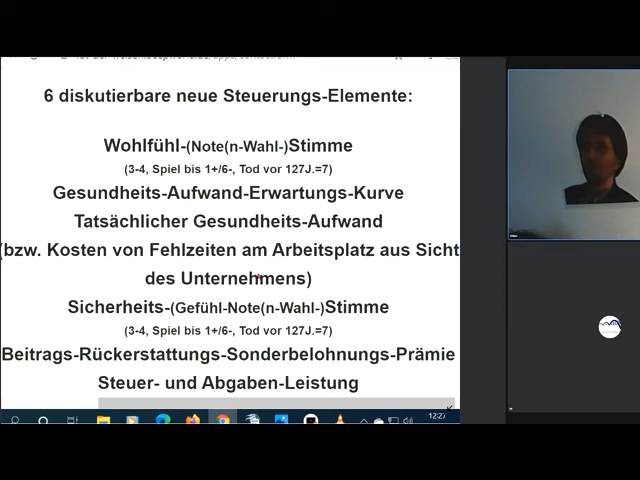 6 diskutierbare neue Steuerungs-Elemente:
Wohlfühl-(Note(n-Wahl-)Stimme
(3-4, Spiel bis 1+/6-, Tod vor 127J.=7)
Gesundheits-Aufwand-Erwartungs-Kurve
Tatsächlicher Gesundheits-Aufwand
(bzw. Kosten von Fehlzeiten am Arbeitsplatz aus Sicht
des Unternehmens)
Sicherheits-(Gefühl-Note(n-Wahl-)Stimme
(3-4, Spiel bis 1+/6-, Tod vor 127J.=7)
Beitrags-Rückerstattungs-Sonderbelohnungs-Prämie
Steuer- und Abgaben-Leistung
12:27